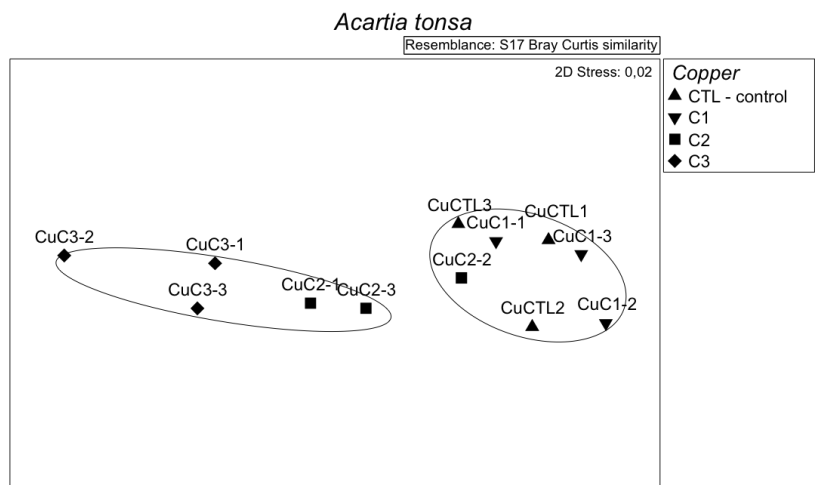 Acartia tonsa
Resemblance: S17 Bray Curtis similarity
2D Stress: 0,02
Copper
CTL - control
C1
C2
C3
CuCTL3
CuC1-1
CuCTL1
CuC1-3
CuC3-2
CuC3-1
CuC2-2
CuC3-3
CuC2-1
CuC2-3
CuCTL2
CuC1-2